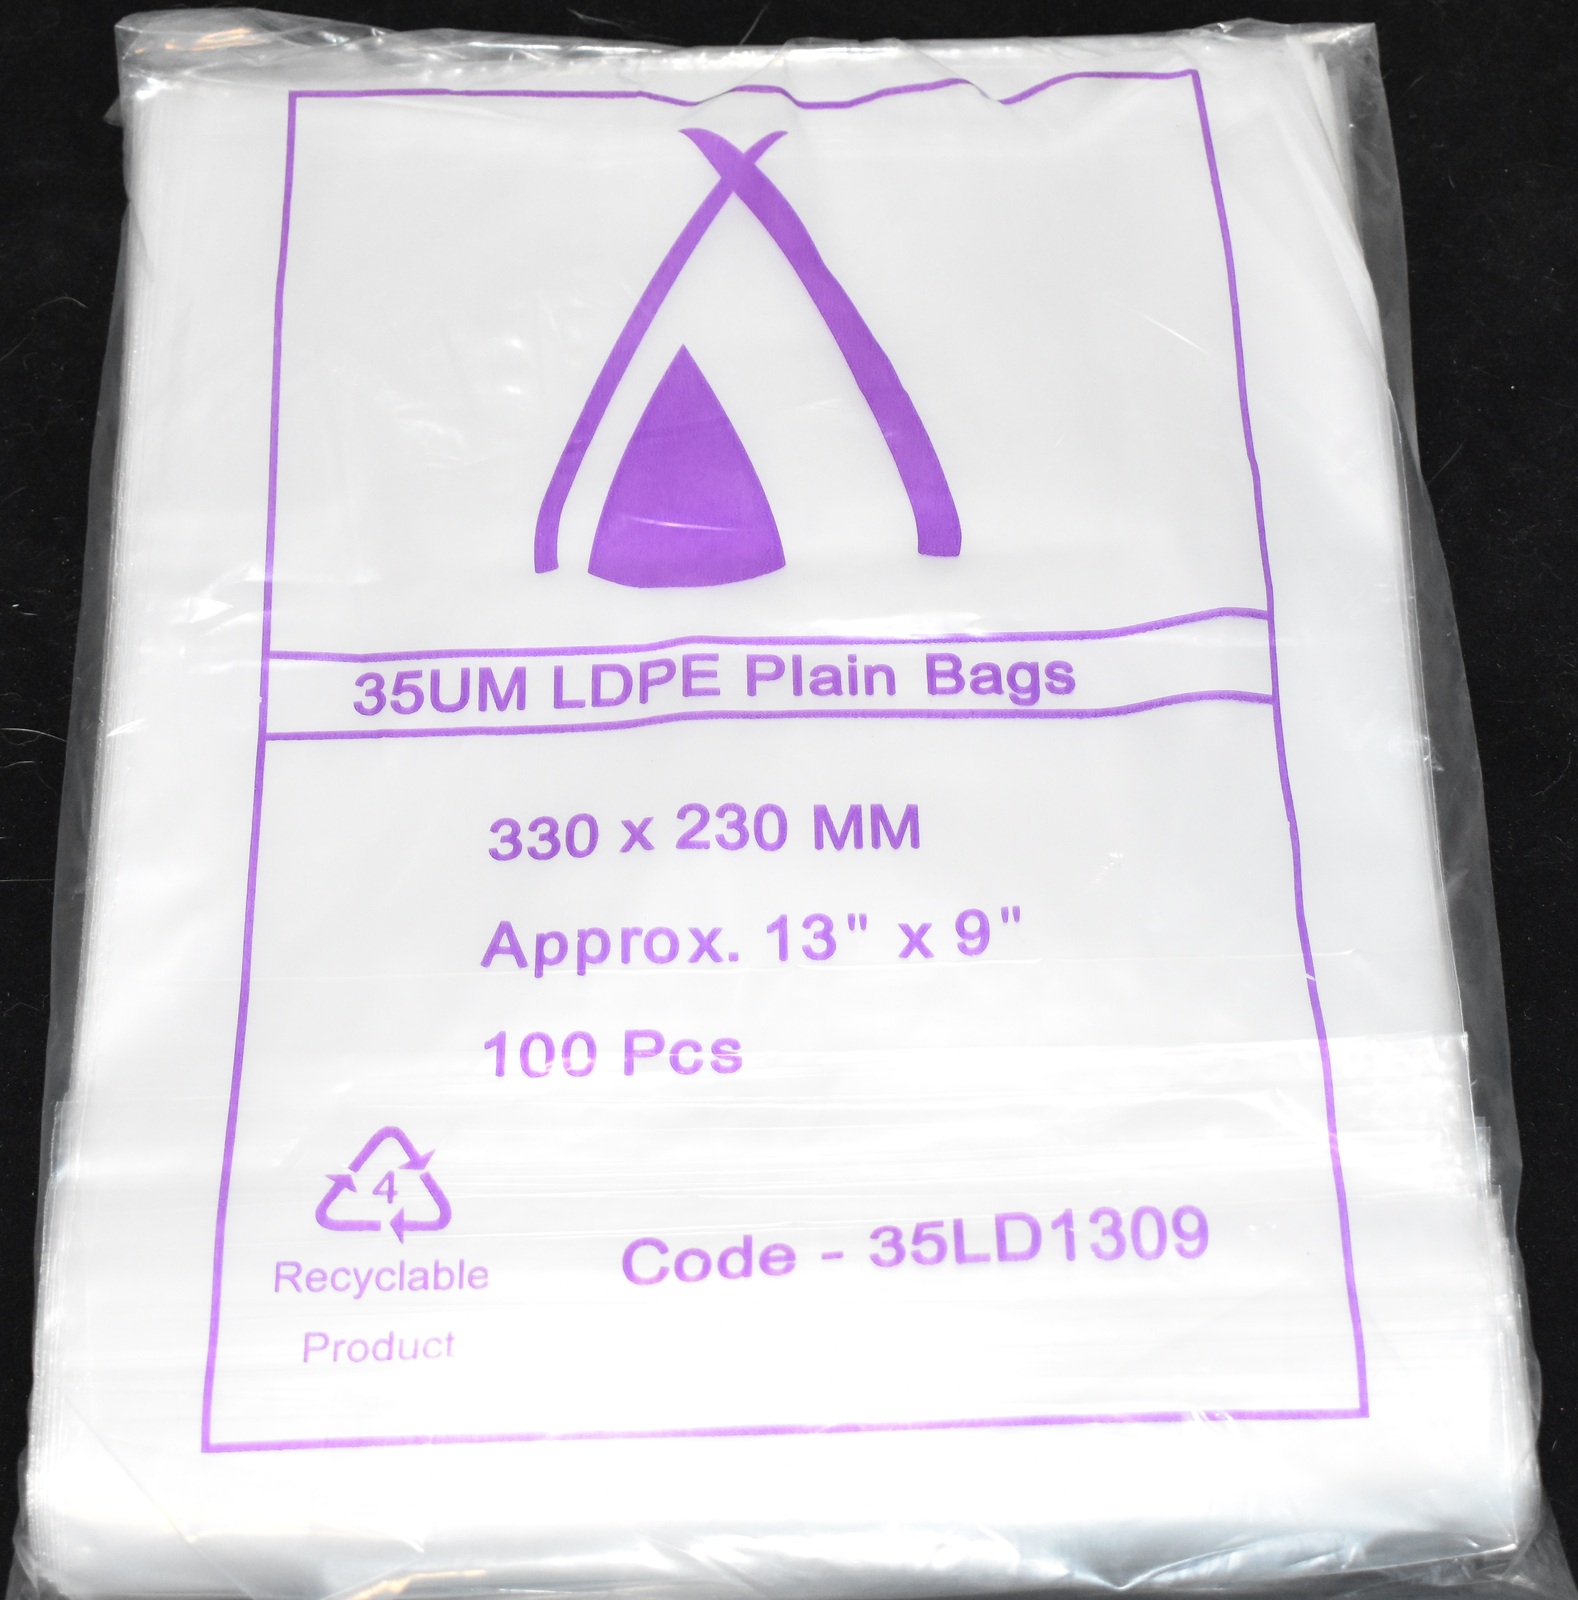 35UM LDPE Plain Bags
330 x 230 MM
Approx. 13" x 9"
100 Pcs
4
Recyclable
Product
Code - 35LD1309